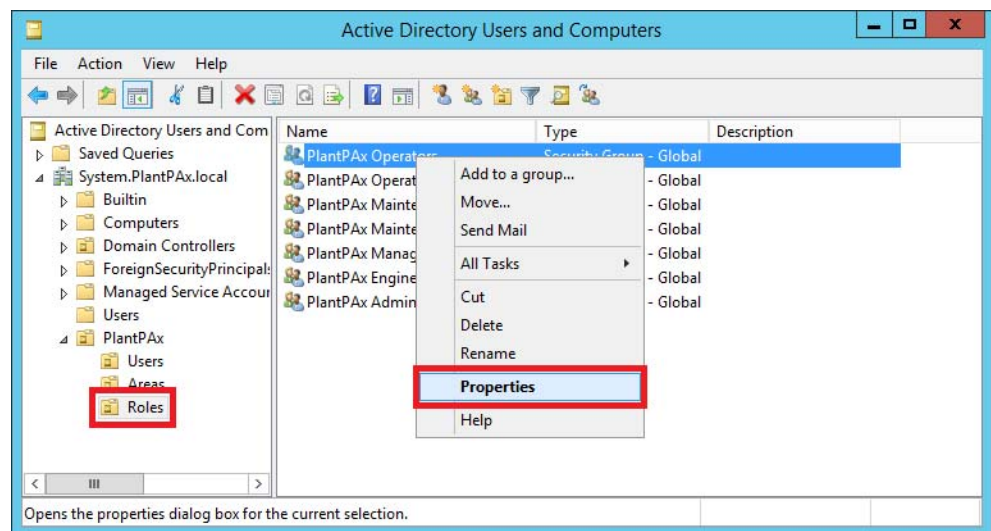 Active Directory Users and Computers
File Action View Help
Active Directory Users and Com
Saved Queries
System.PlantPAx.local
Builtin
Computers
Domain Controllers
ForeignSecurityPrincipals
Managed Service Accour
Users
PlantPAx
Users
Areas
Roles
Name Type Description
PlantPAx Operators Security Group - Global
PlantPAx Operat - Global
PlantPAx Mainte - Global
PlantPAx Mainte - Global
PlantPAx Manag - Global
PlantPAx Engine - Global
PlantPAx Admin - Global
Add to a group...
Move...
Send Mail
All Tasks
Cut
Delete
Rename
Properties
Help
Opens the properties dialog box for the current selection.